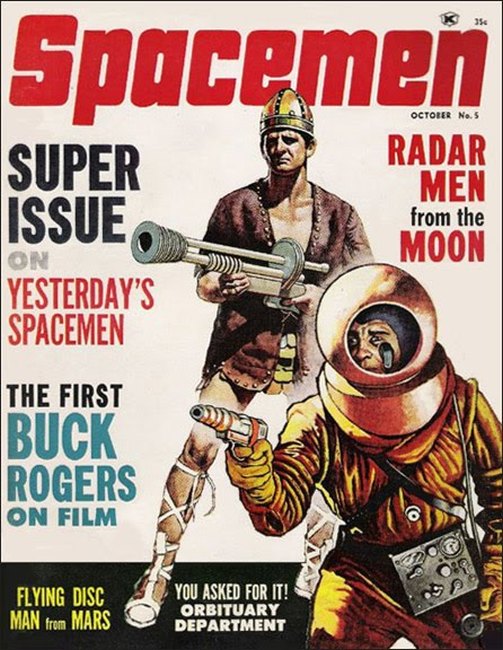 K
35c
Spacemen
OCTOBER No. 5
SUPER
ISSUE
ON
YESTERDAY'S
SPACEMEN
RADAR
MEN
from the
MOON
THE FIRST
BUCK
ROGERS
ON FILM
FLYING DISC
MAN from MARS
YOU ASKED FOR IT!
ORBITUARY
DEPARTMENT